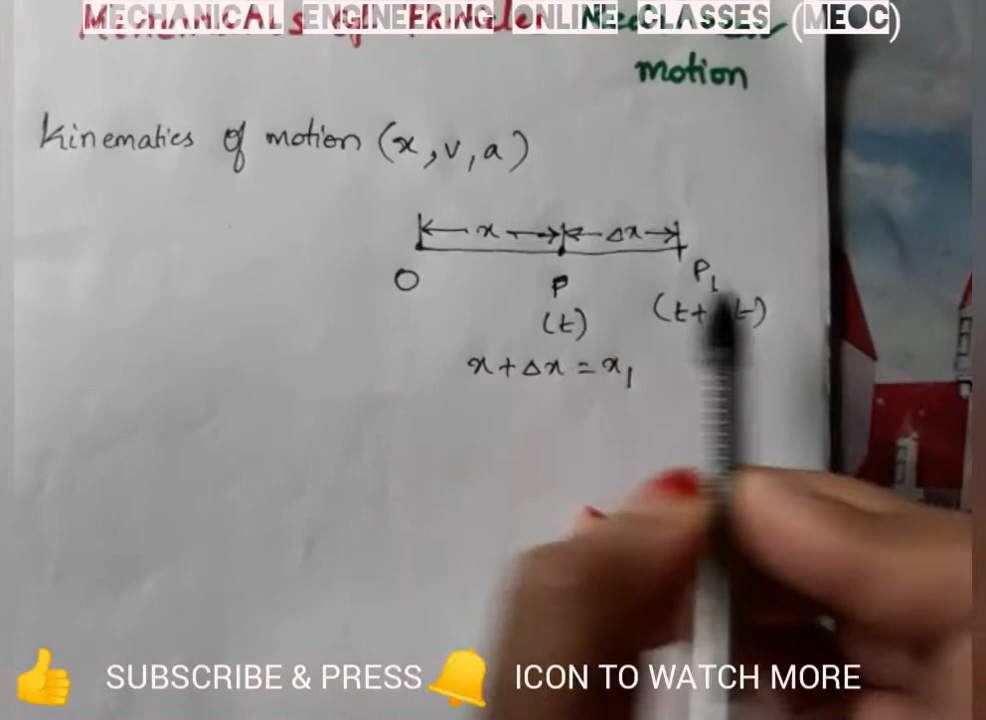 MECHANICAL ENGINEERING ONLINE CLASSES (MEOC)
motion
Kinematics of motion (x, v, a)
x Δx
O P P₁
(t) (t+ t)
x + Δx = x₁
SUBSCRIBE & PRESS ICON TO WATCH MORE